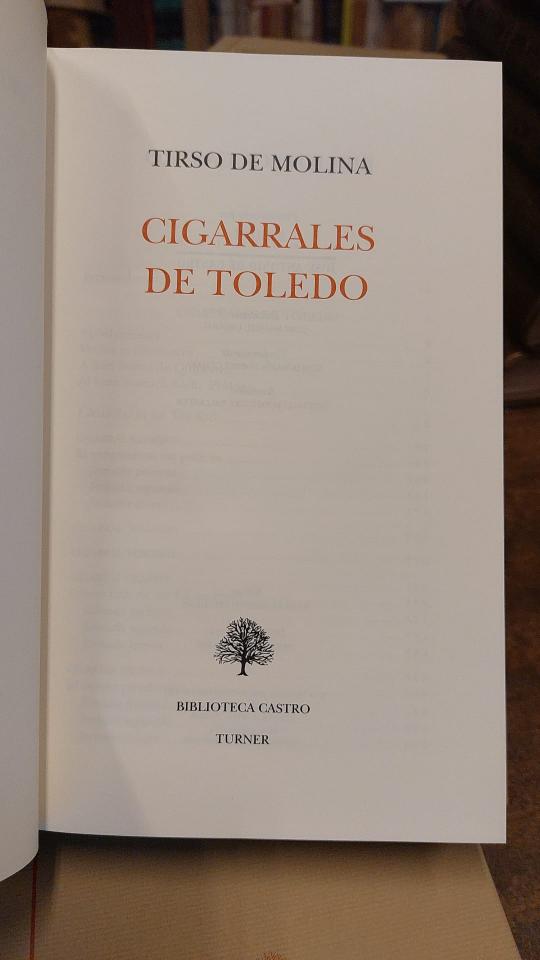 TIRSO DE MOLINA
CIGARRALES
DE TOLEDO
BIBLIOTECA CASTRO
TURNER